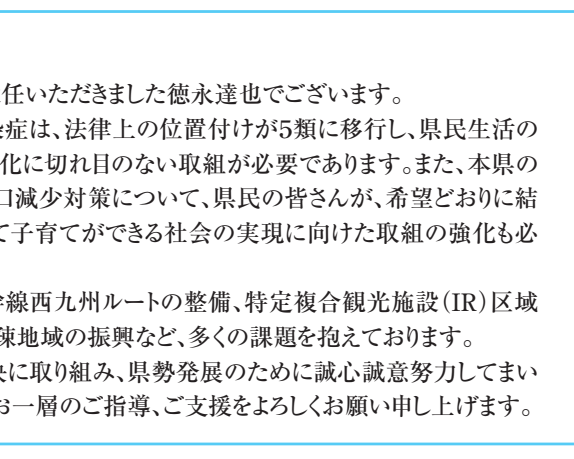 任いただきました徳永達也でございます。
症は、法律上の位置付けが5類に移行し、県民生活の
化に切れ目のない取組が必要であります。また、本県の
口減少対策について、県民の皆さんが、希望どおりに結
て子育てができる社会の実現に向けた取組の強化も必
幹線西九州ルートの整備、特定複合観光施設（IR）区域
疎地域の振興など、多くの課題を抱えております。
決に取り組み、県勢発展のために誠心誠意努力してまい
お一層のご指導、ご支援をよろしくお願い申し上げます。